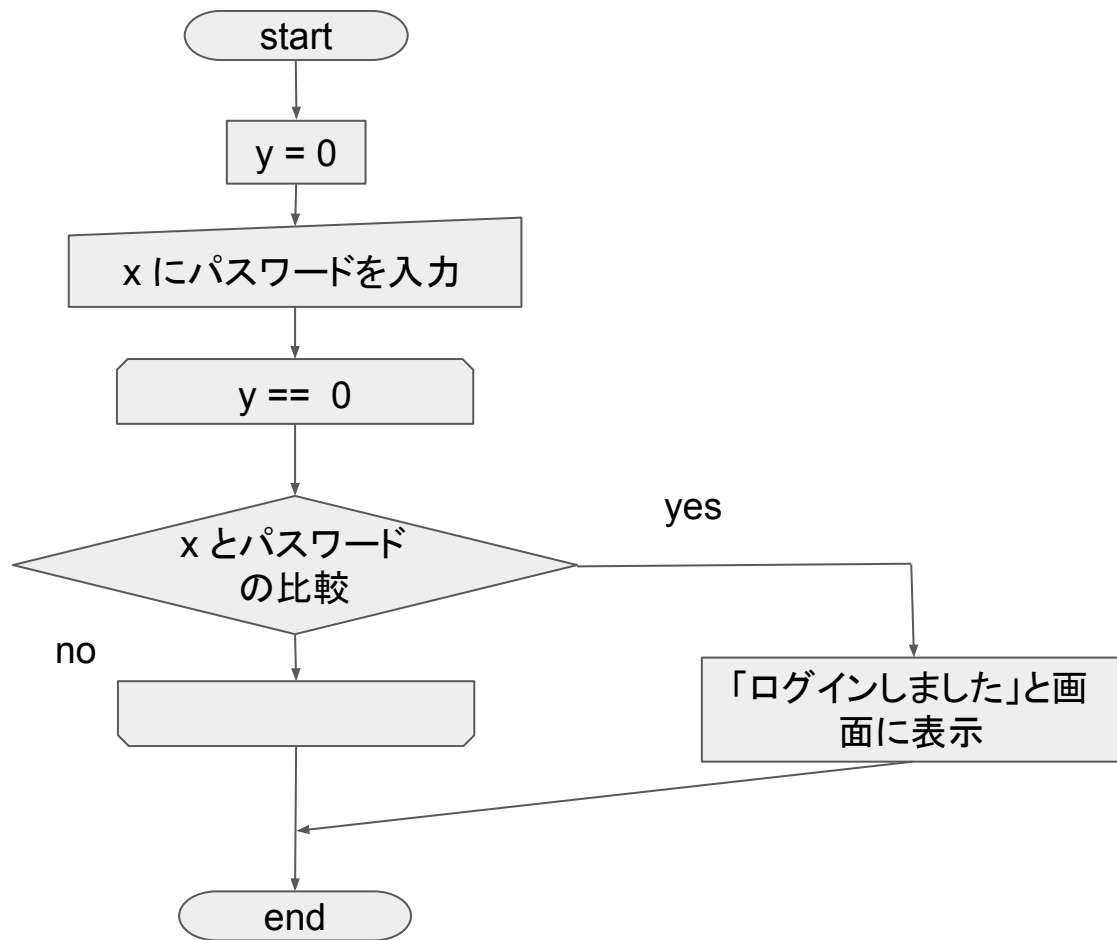 start
y = 0
x にパスワードを入力
y ==  0
x とパスワード
の比較
yes
no
「ログインしました」と画
面に表示
end